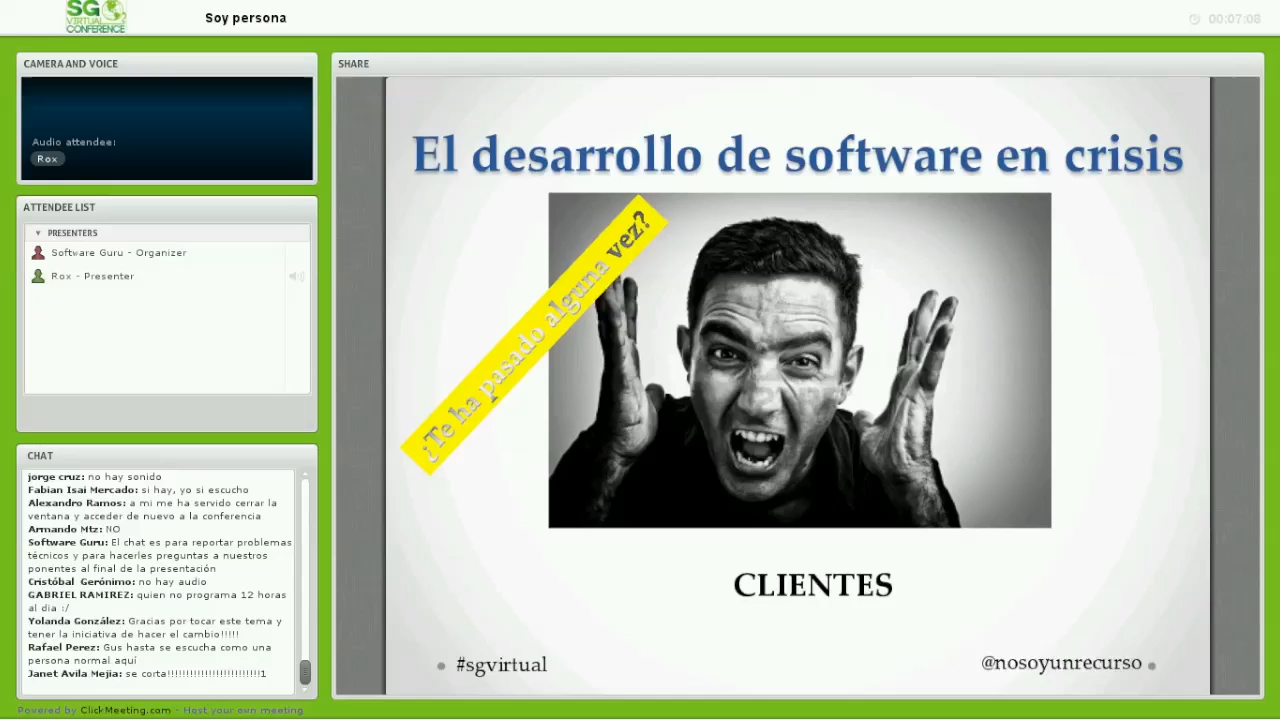 SG
VIRTUAL
CONFERENCE
Soy persona
00:07:08
CAMERA AND VOICE
Audio attendee:
Rox
ATTENDEE LIST
PRESENTERS
Software Guru - Organizer
Rox - Presenter
CHAT
jorge cruz: no hay sonido
Fabian Isai Mercado: si hay, yo si escucho
Alexandro Ramos: a mi me ha servido cerrar la
ventana y acceder de nuevo a la conferencia
Armando Mtz: NO
Software Guru: El chat es para reportar problemas
técnicos y para hacerles preguntas a nuestros
ponentes al final de la presentación
Cristóbal Gerónimo: no hay audio
GABRIEL RAMIREZ: quien no programa 12 horas
al dia :/
Yolanda González: Gracias por tocar este tema y
tener la iniciativa de hacer el cambio!!!!!
Rafael Perez: Gus hasta se escucha como una
persona normal aquí
Janet Avila Mejia: se corta!!!!!!!!!!!!!!!!!!!!!!!!!1
Powered by ClickMeeting.com - Host your own meeting
SHARE
El desarrollo de software en crisis
¿Te ha pasado alguna vez?
CLIENTES
#sgvirtual
@nosoyunrecurso